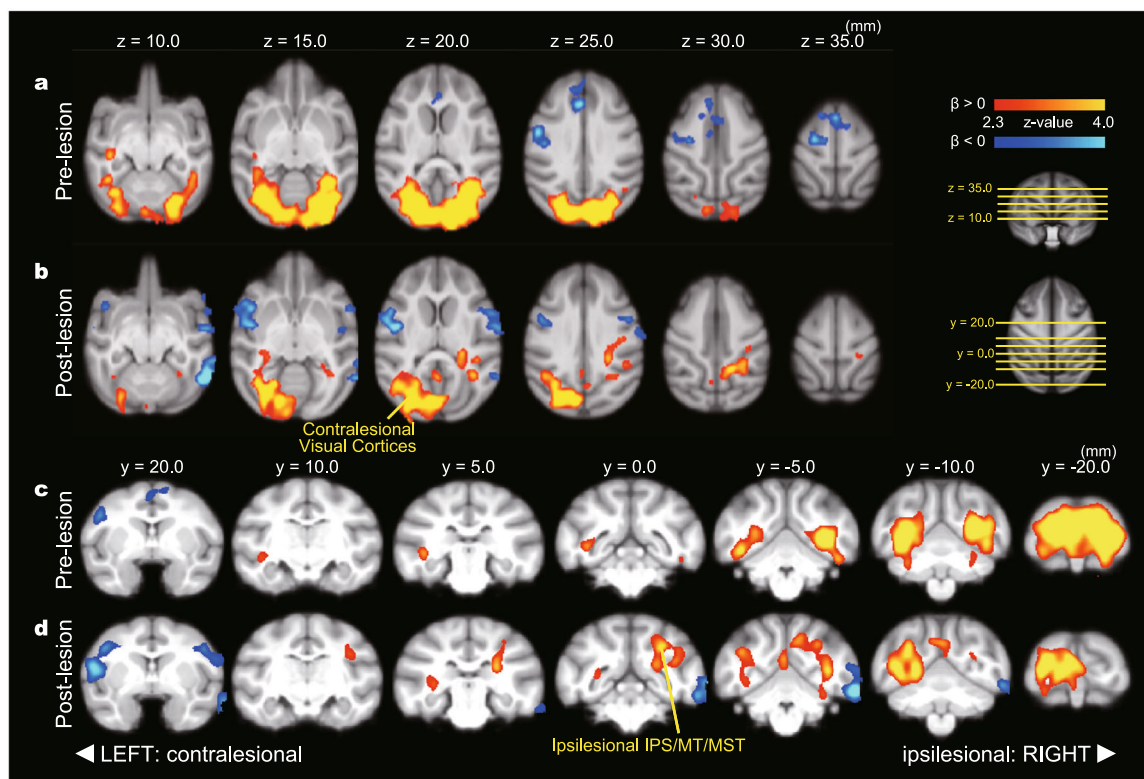 (mm)
z = 10.0 z = 15.0 z = 20.0 z = 25.0 z = 30.0 z = 35.0
a
Pre-lesion
β > 0
2.3 z-value 4.0
β < 0
z = 35.0
z = 10.0
b
Post-lesion
y = 20.0
y = 0.0
y = -20.0
Contralesional
Visual Cortices
(mm)
y = 20.0 y = 10.0 y = 5.0 y = 0.0 y = -5.0 y = -10.0 y = -20.0
c
Pre-lesion
d
Post-lesion
Ipsilesional IPS/MT/MST
◀ LEFT: contralesional ipsilesional: RIGHT ▶